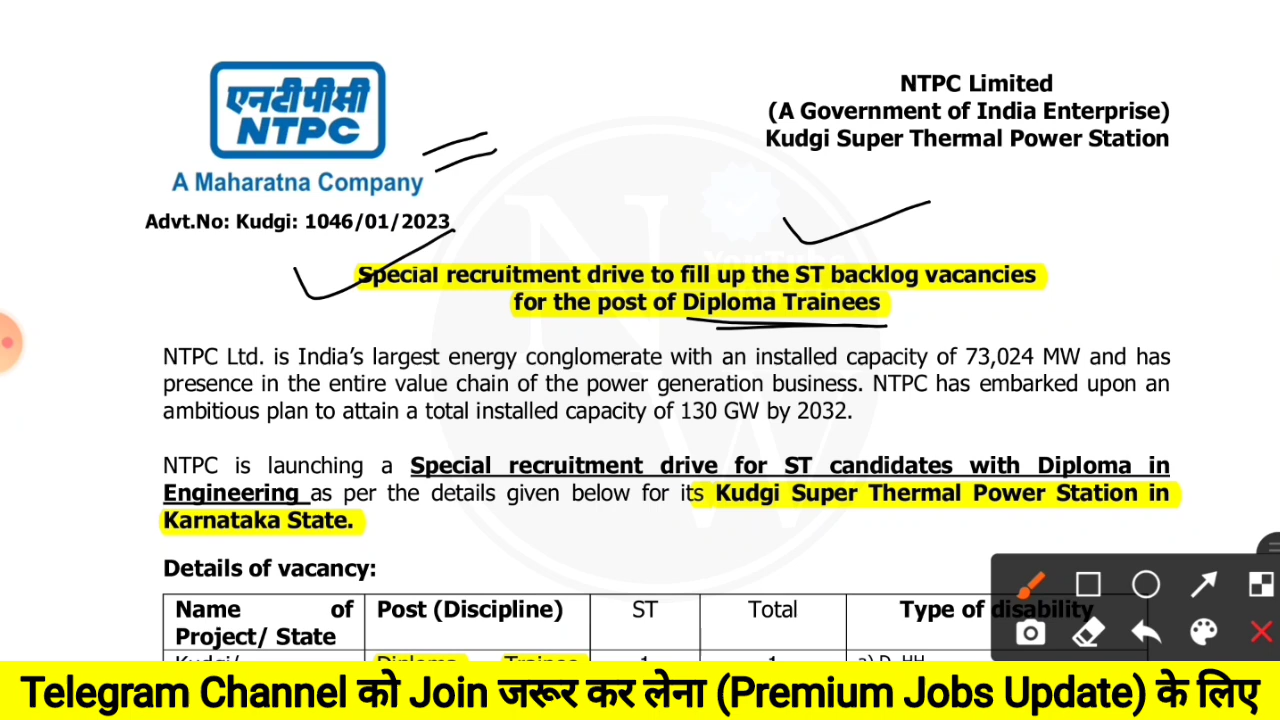 एनटीपीसी
NTPC
A Maharatna Company
NTPC Limited
(A Government of India Enterprise)
Kudgi Super Thermal Power Station
Advt.No: Kudgi: 1046/01/2023
Special recruitment drive to fill up the ST backlog vacancies
for the post of Diploma Trainees
NTPC Ltd. is India's largest energy conglomerate with an installed capacity of 73,024 MW and has
presence in the entire value chain of the power generation business. NTPC has embarked upon an
ambitious plan to attain a total installed capacity of 130 GW by 2032.
NTPC is launching a Special recruitment drive for ST candidates with Diploma in
Engineering as per the details given below for its Kudgi Super Thermal Power Station in
Karnataka State.
Details of vacancy:
Name of Post (Discipline) ST Total Type of disability
Project/ State
Kudgi/ Diploma Trainee 1 1 a) D, HH
Telegram Channel को Join जरूर कर लेना (Premium Jobs Update) के लिए